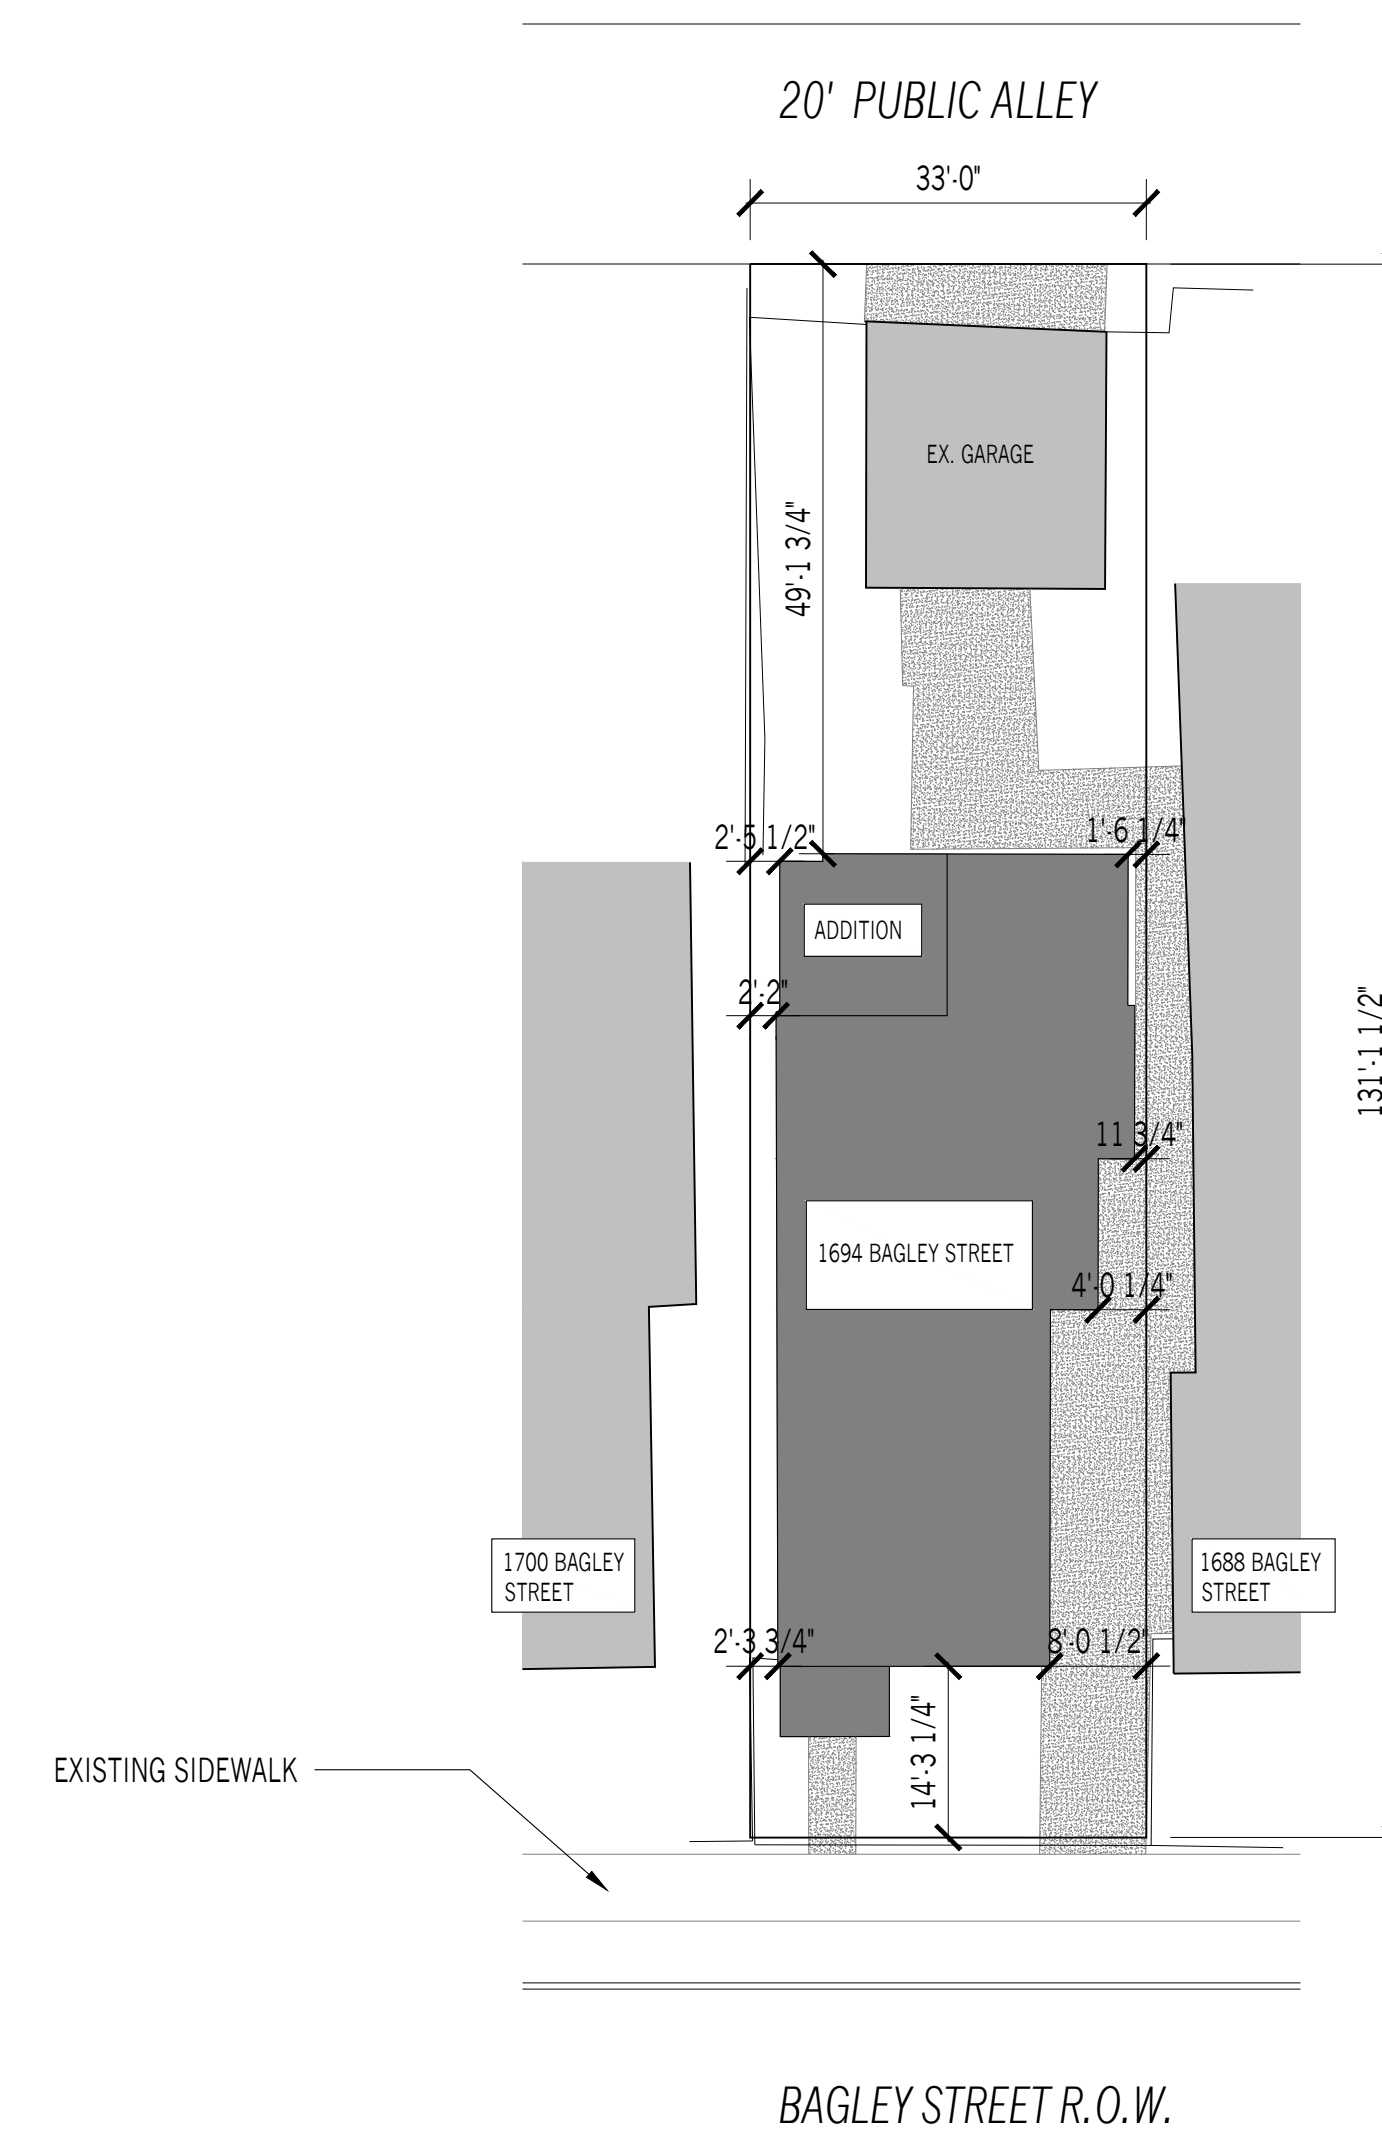 20' PUBLIC ALLEY
33'-0"
EX. GARAGE
49'-1 3/4"
2'-5 1/2"
1'-6 1/4"
ADDITION
2'-2"
131'-1 1/2"
11 3/4"
1694 BAGLEY STREET
4'-0 1/4"
1700 BAGLEY
STREET
1688 BAGLEY
STREET
2'-3 3/4"
8'-0 1/2"
14'-3 1/4"
EXISTING SIDEWALK
BAGLEY STREET R.O.W.